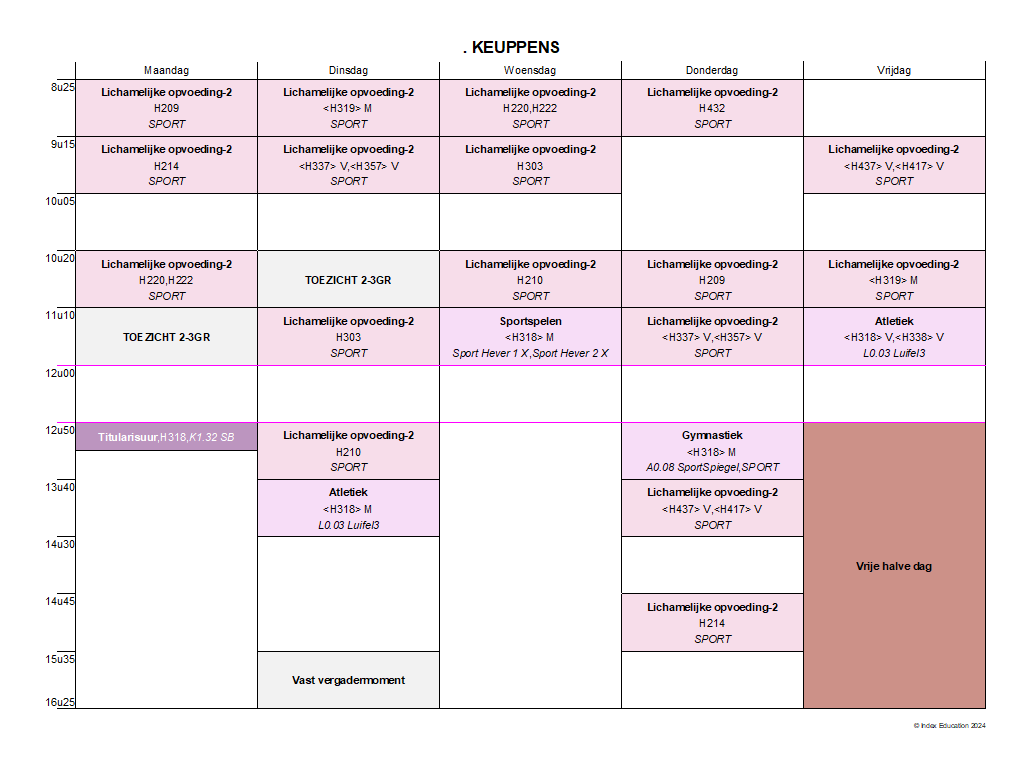 . KEUPPENS
Maandag Dinsdag Woensdag Donderdag Vrijdag
8u25
Lichamelijke opvoeding-2 Lichamelijke opvoeding-2 Lichamelijke opvoeding-2 Lichamelijke opvoeding-2
H209 <H319> M H220,H222 H432
SPORT SPORT SPORT SPORT
9u15
Lichamelijke opvoeding-2 Lichamelijke opvoeding-2 Lichamelijke opvoeding-2 Lichamelijke opvoeding-2
H214 <H337> V,<H357> V H303 <H437> V,<H417> V
SPORT SPORT SPORT SPORT
10u05
10u20
Lichamelijke opvoeding-2 Lichamelijke opvoeding-2 Lichamelijke opvoeding-2 Lichamelijke opvoeding-2
H220,H222 TOEZICHT 2-3GR H210 H209 <H319> M
SPORT SPORT SPORT SPORT
11u10
Lichamelijke opvoeding-2 Sportspelen Lichamelijke opvoeding-2 Atletiek
TOEZICHT 2-3GR H303 <H318> M <H337> V,<H357> V <H318> V,<H338> V
SPORT Sport Hever 1 X,Sport Hever 2 X SPORT L0.03 Luifel3
12u00
12u50
Titularisuur,H318,K1.32 SB Lichamelijke opvoeding-2 Gymnastiek
H210 <H318> M
SPORT A0.08 SportSpiegel,SPORT
13u40
Atletiek Lichamelijke opvoeding-2
<H318> M <H437> V,<H417> V
L0.03 Luifel3 SPORT
14u30
Vrije halve dag
14u45
Lichamelijke opvoeding-2
H214
SPORT
15u35
Vast vergadermoment
16u25
© Index Education 2024